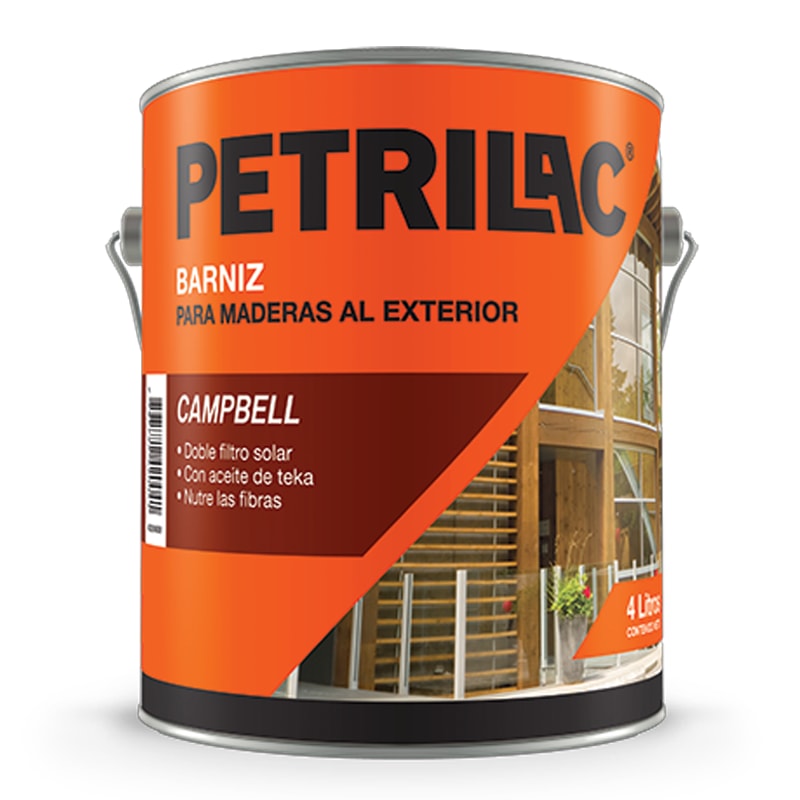 PETRILAC®
BARNIZ
PARA MADERAS AL EXTERIOR
CAMPBELL
• Doble filtro solar
• Con aceite de teka
• Nutre las fibras
4 Litros
CONTENIDO